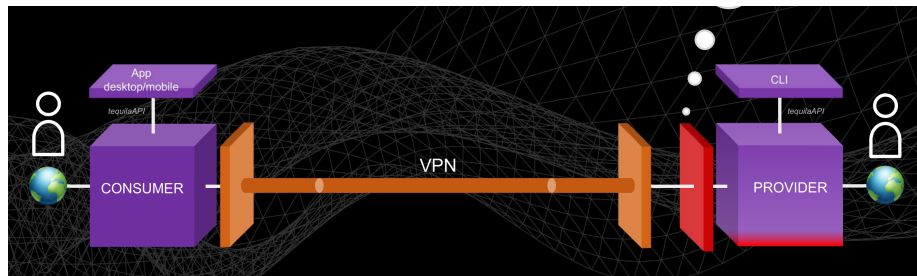 App
desktop/mobile
tequilaAPI
CONSUMER
VPN
CLI
tequilaAPI
PROVIDER